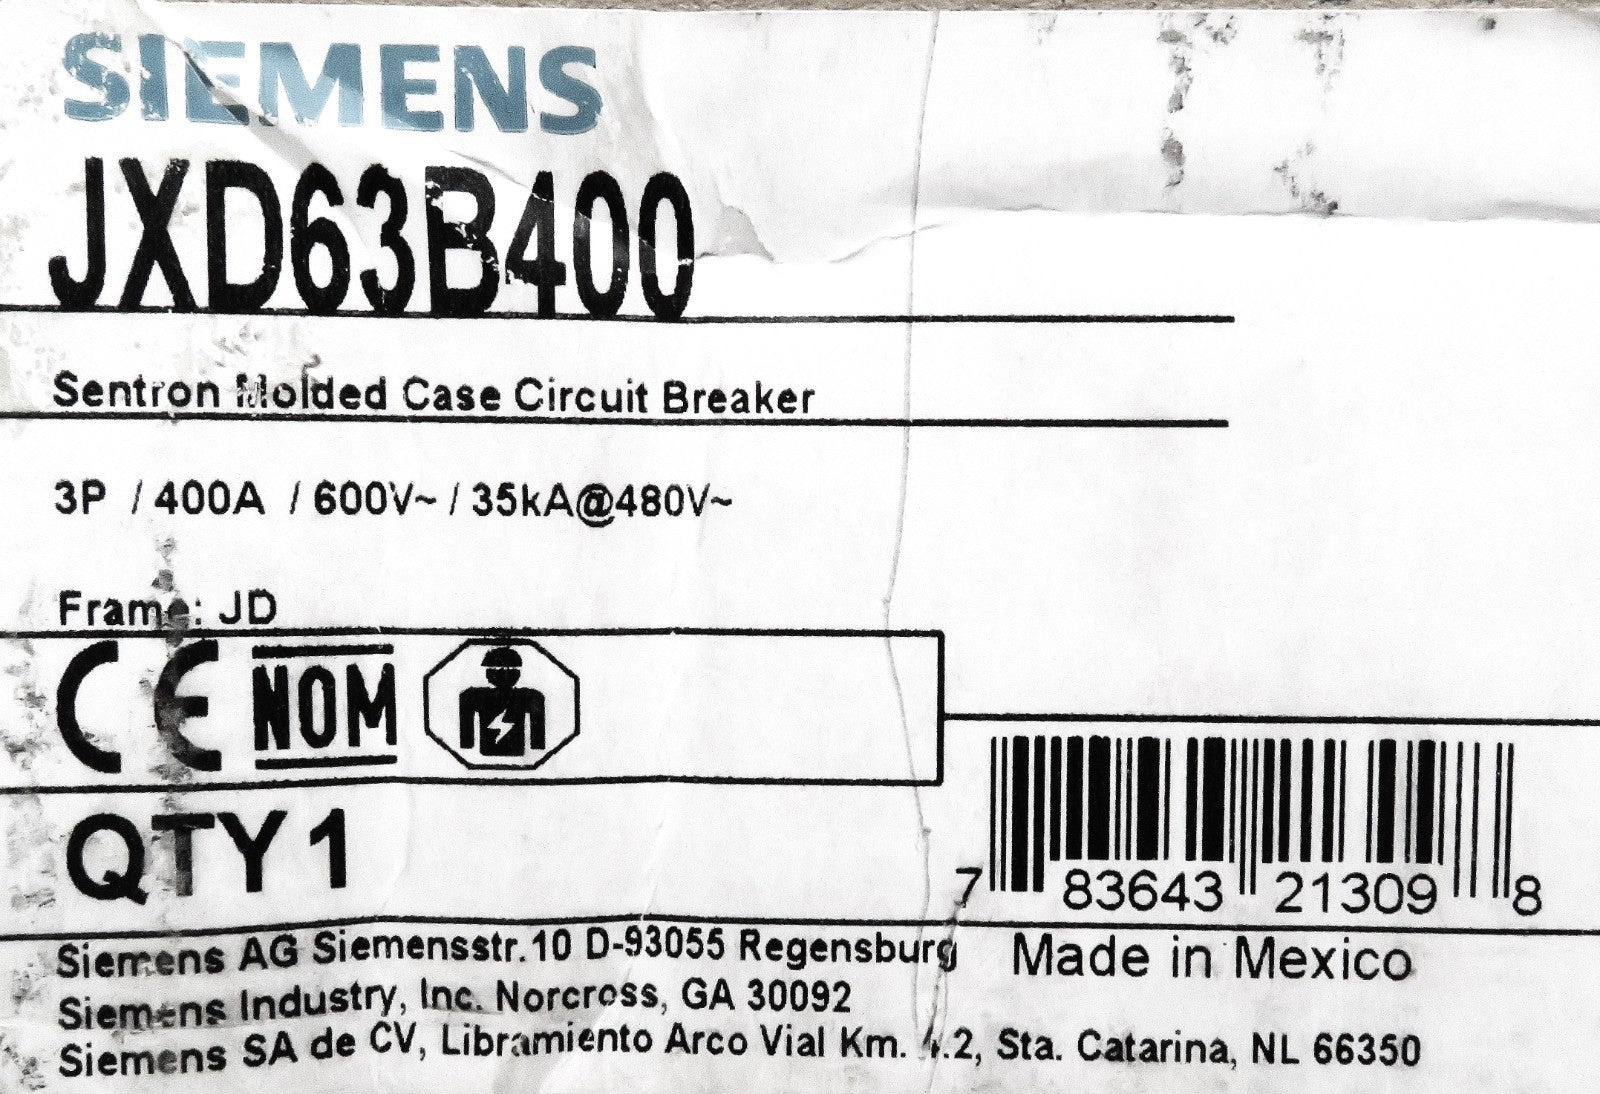 SIEMENS
JXD63B400
Sentron Molded Case Circuit Breaker
3P / 400A / 600V~ / 35kA@480V~
Frame: JD
CE NOM
QTY 1
7 83643 21309 8
Siemens AG Siemensstr.10 D-93055 Regensburg
Made in Mexico
Siemens Industry, Inc. Norcross, GA 30092
Siemens SA de CV, Libramiento Arco Vial Km. 4.2, Sta. Catarina, NL 66350